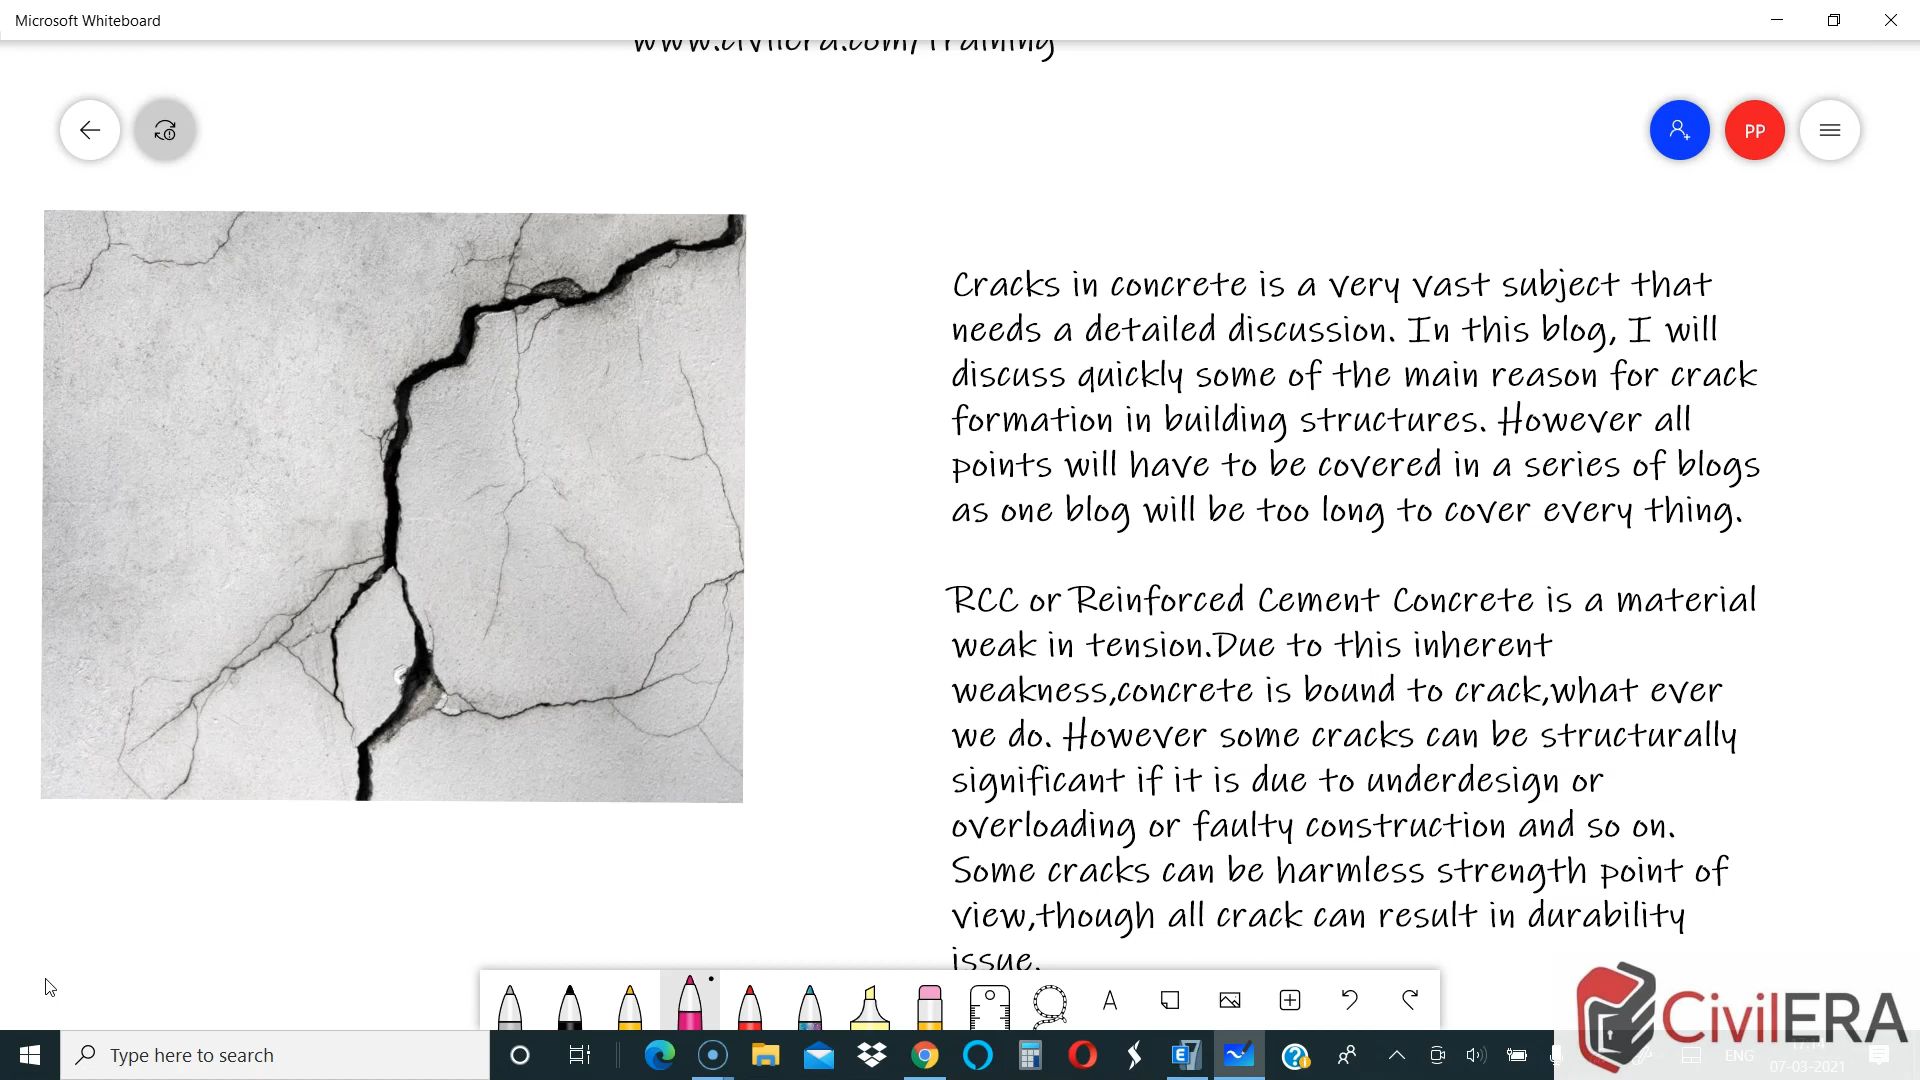 Microsoft Whiteboard
www.civilera.com/Training
PP
Cracks in concrete is a very vast subject that
needs a detailed discussion. In this blog, I will
discuss quickly some of the main reason for crack
formation in building structures. However all
points will have to be covered in a series of blogs
as one blog will be too long to cover every thing.
RCC or Reinforced Cement Concrete is a material
weak in tension.Due to this inherent
weakness,concrete is bound to crack,what ever
we do. However some cracks can be structurally
significant if it is due to underdesign or
overloading or faulty construction and so on.
Some cracks can be harmless strength point of
view,though all crack can result in durability
issue.
CivilERA
Type here to search
ENG
07-03-2021